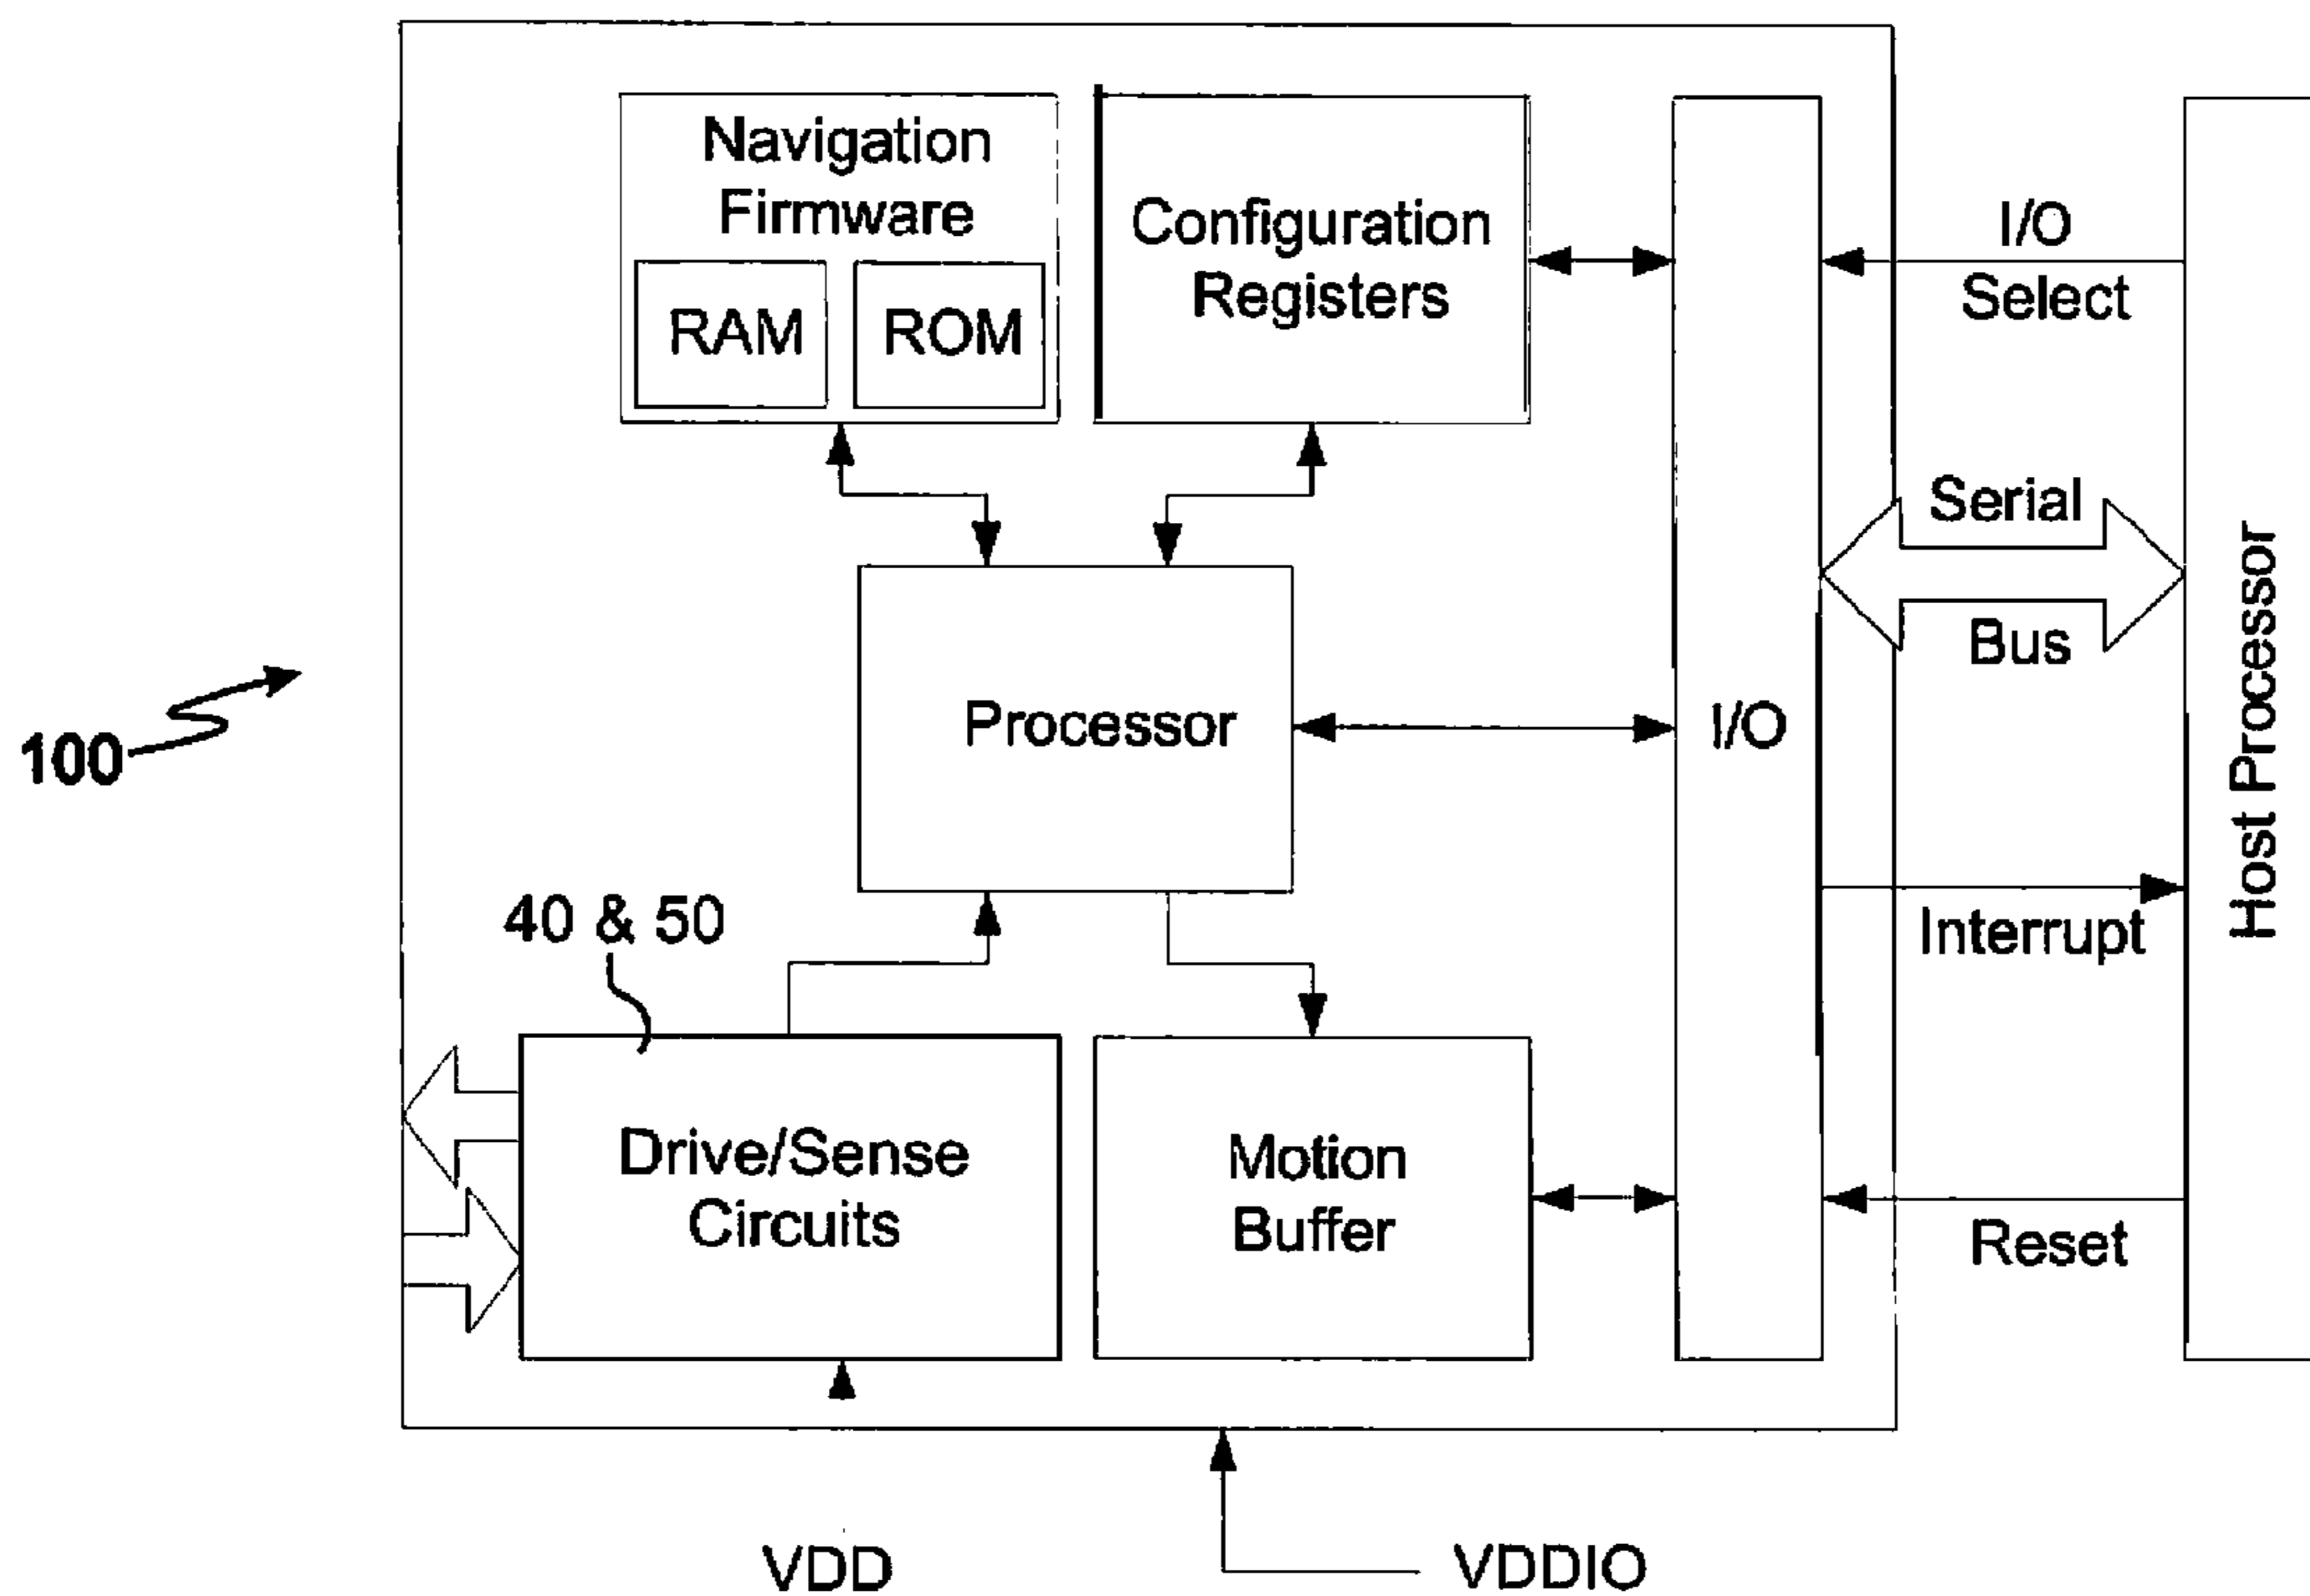 Navigation
Firmware
RAM
ROM
Configuration
Registers
I/O
Select
Serial
Bus
Processor
I/O
Host Processor
100
40 & 50
Interrupt
Drive/Sense
Circuits
Motion
Buffer
Reset
VDD
VDDIO